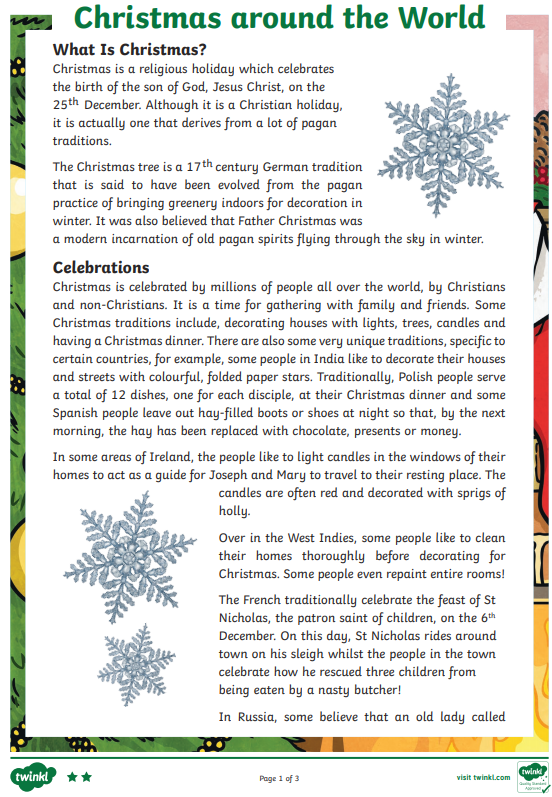 Christmas around the World
What Is Christmas?
Christmas is a religious holiday which celebrates
the birth of the son of God, Jesus Christ, on the
25th December. Although it is a Christian holiday,
it is actually one that derives from a lot of pagan
traditions.
The Christmas tree is a 17th century German tradition
that is said to have been evolved from the pagan
practice of bringing greenery indoors for decoration in
winter. It was also believed that Father Christmas was
a modern incarnation of old pagan spirits flying through the sky in winter.
Celebrations
Christmas is celebrated by millions of people all over the world, by Christians
and non-Christians. It is a time for gathering with family and friends. Some
Christmas traditions include, decorating houses with lights, trees, candles and
having a Christmas dinner. There are also some very unique traditions, specific to
certain countries, for example, some people in India like to decorate their houses
and streets with colourful, folded paper stars. Traditionally, Polish people serve
a total of 12 dishes, one for each disciple, at their Christmas dinner and some
Spanish people leave out hay-filled boots or shoes at night so that, by the next
morning, the hay has been replaced with chocolate, presents or money.
In some areas of Ireland, the people like to light candles in the windows of their
homes to act as a guide for Joseph and Mary to travel to their resting place. The
candles are often red and decorated with sprigs of
holly.
Over in the West Indies, some people like to clean
their homes thoroughly before decorating for
Christmas. Some people even repaint entire rooms!
The French traditionally celebrate the feast of St
Nicholas, the patron saint of children, on the 6th
December. On this day, St Nicholas rides around
town on his sleigh whilst the people in the town
celebrate how he rescued three children from
being eaten by a nasty butcher!
In Russia, some believe that an old lady called
twinkl
Page 1 of 3
visit twinkl.com
twinkl
Quality Standard
Approved